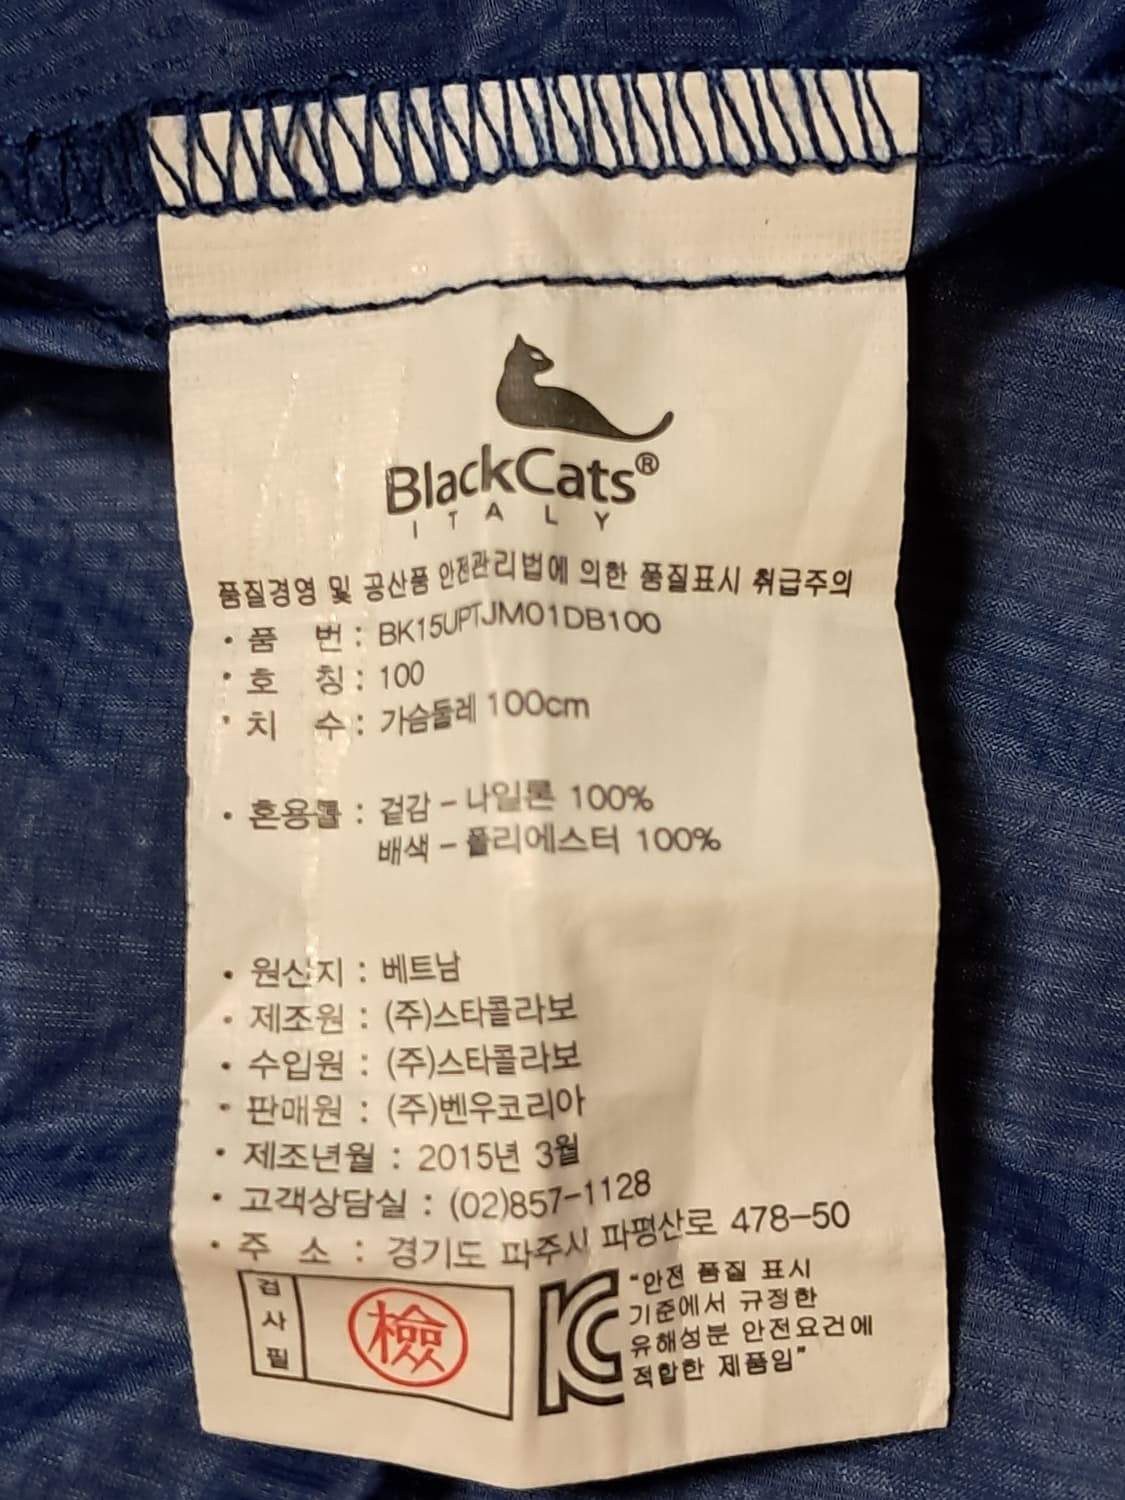 BlackCats®
ITALY
품질경영 및 공산품 안전관리법에 의한 품질표시 취급주의
· 품 번 : BK15UPTJM01DB100
· 호 칭 : 100
· 치 수 : 가슴둘레 100cm
· 혼용률 : 겉감 - 나일론 100%
배색 - 폴리에스터 100%
· 원산지 : 베트남
· 제조원 : (주)스타콜라보
· 수입원 : (주)스타콜라보
· 판매원 : (주)벤우코리아
· 제조년월 : 2015년 3월
· 고객상담실 : (02)857-1128
· 주 소 : 경기도 파주시 파평산로 478-50
검사필
檢
KC
"안전 품질 표시
기준에서 규정한
유해성분 안전요건에
적합한 제품임"